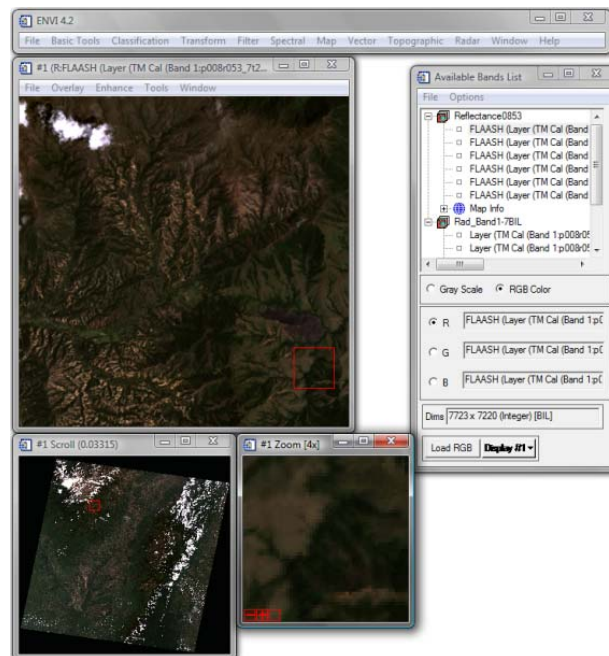 ENVI 4.2
File Basic Tools Classification Transform Filter Spectral Map Vector Topographic Radar Window Help
#1 (R:FLAASH (Layer (TM Cal (Band 1:p008r053_7t2...
File Overlay Enhance Tools Window
Available Bands List
File Options
Reflectance0853
FLAASH (Layer (TM Cal (Band
FLAASH (Layer (TM Cal (Band
FLAASH (Layer (TM Cal (Band
FLAASH (Layer (TM Cal (Band
FLAASH (Layer (TM Cal (Band
FLAASH (Layer (TM Cal (Band
Map Info
Rad_Band1-7BIL
Layer (TM Cal (Band 1:p008r05
Layer (TM Cal (Band 1:p008r05
Gray Scale RGB Color
R FLAASH (Layer (TM Cal (Band 1:p0
G FLAASH (Layer (TM Cal (Band 1:p0
B FLAASH (Layer (TM Cal (Band 1:p0
Dims 7723 x 7220 (Integer) [BIL]
Load RGB Display #1
#1 Scroll (0.03315)
#1 Zoom [4x]